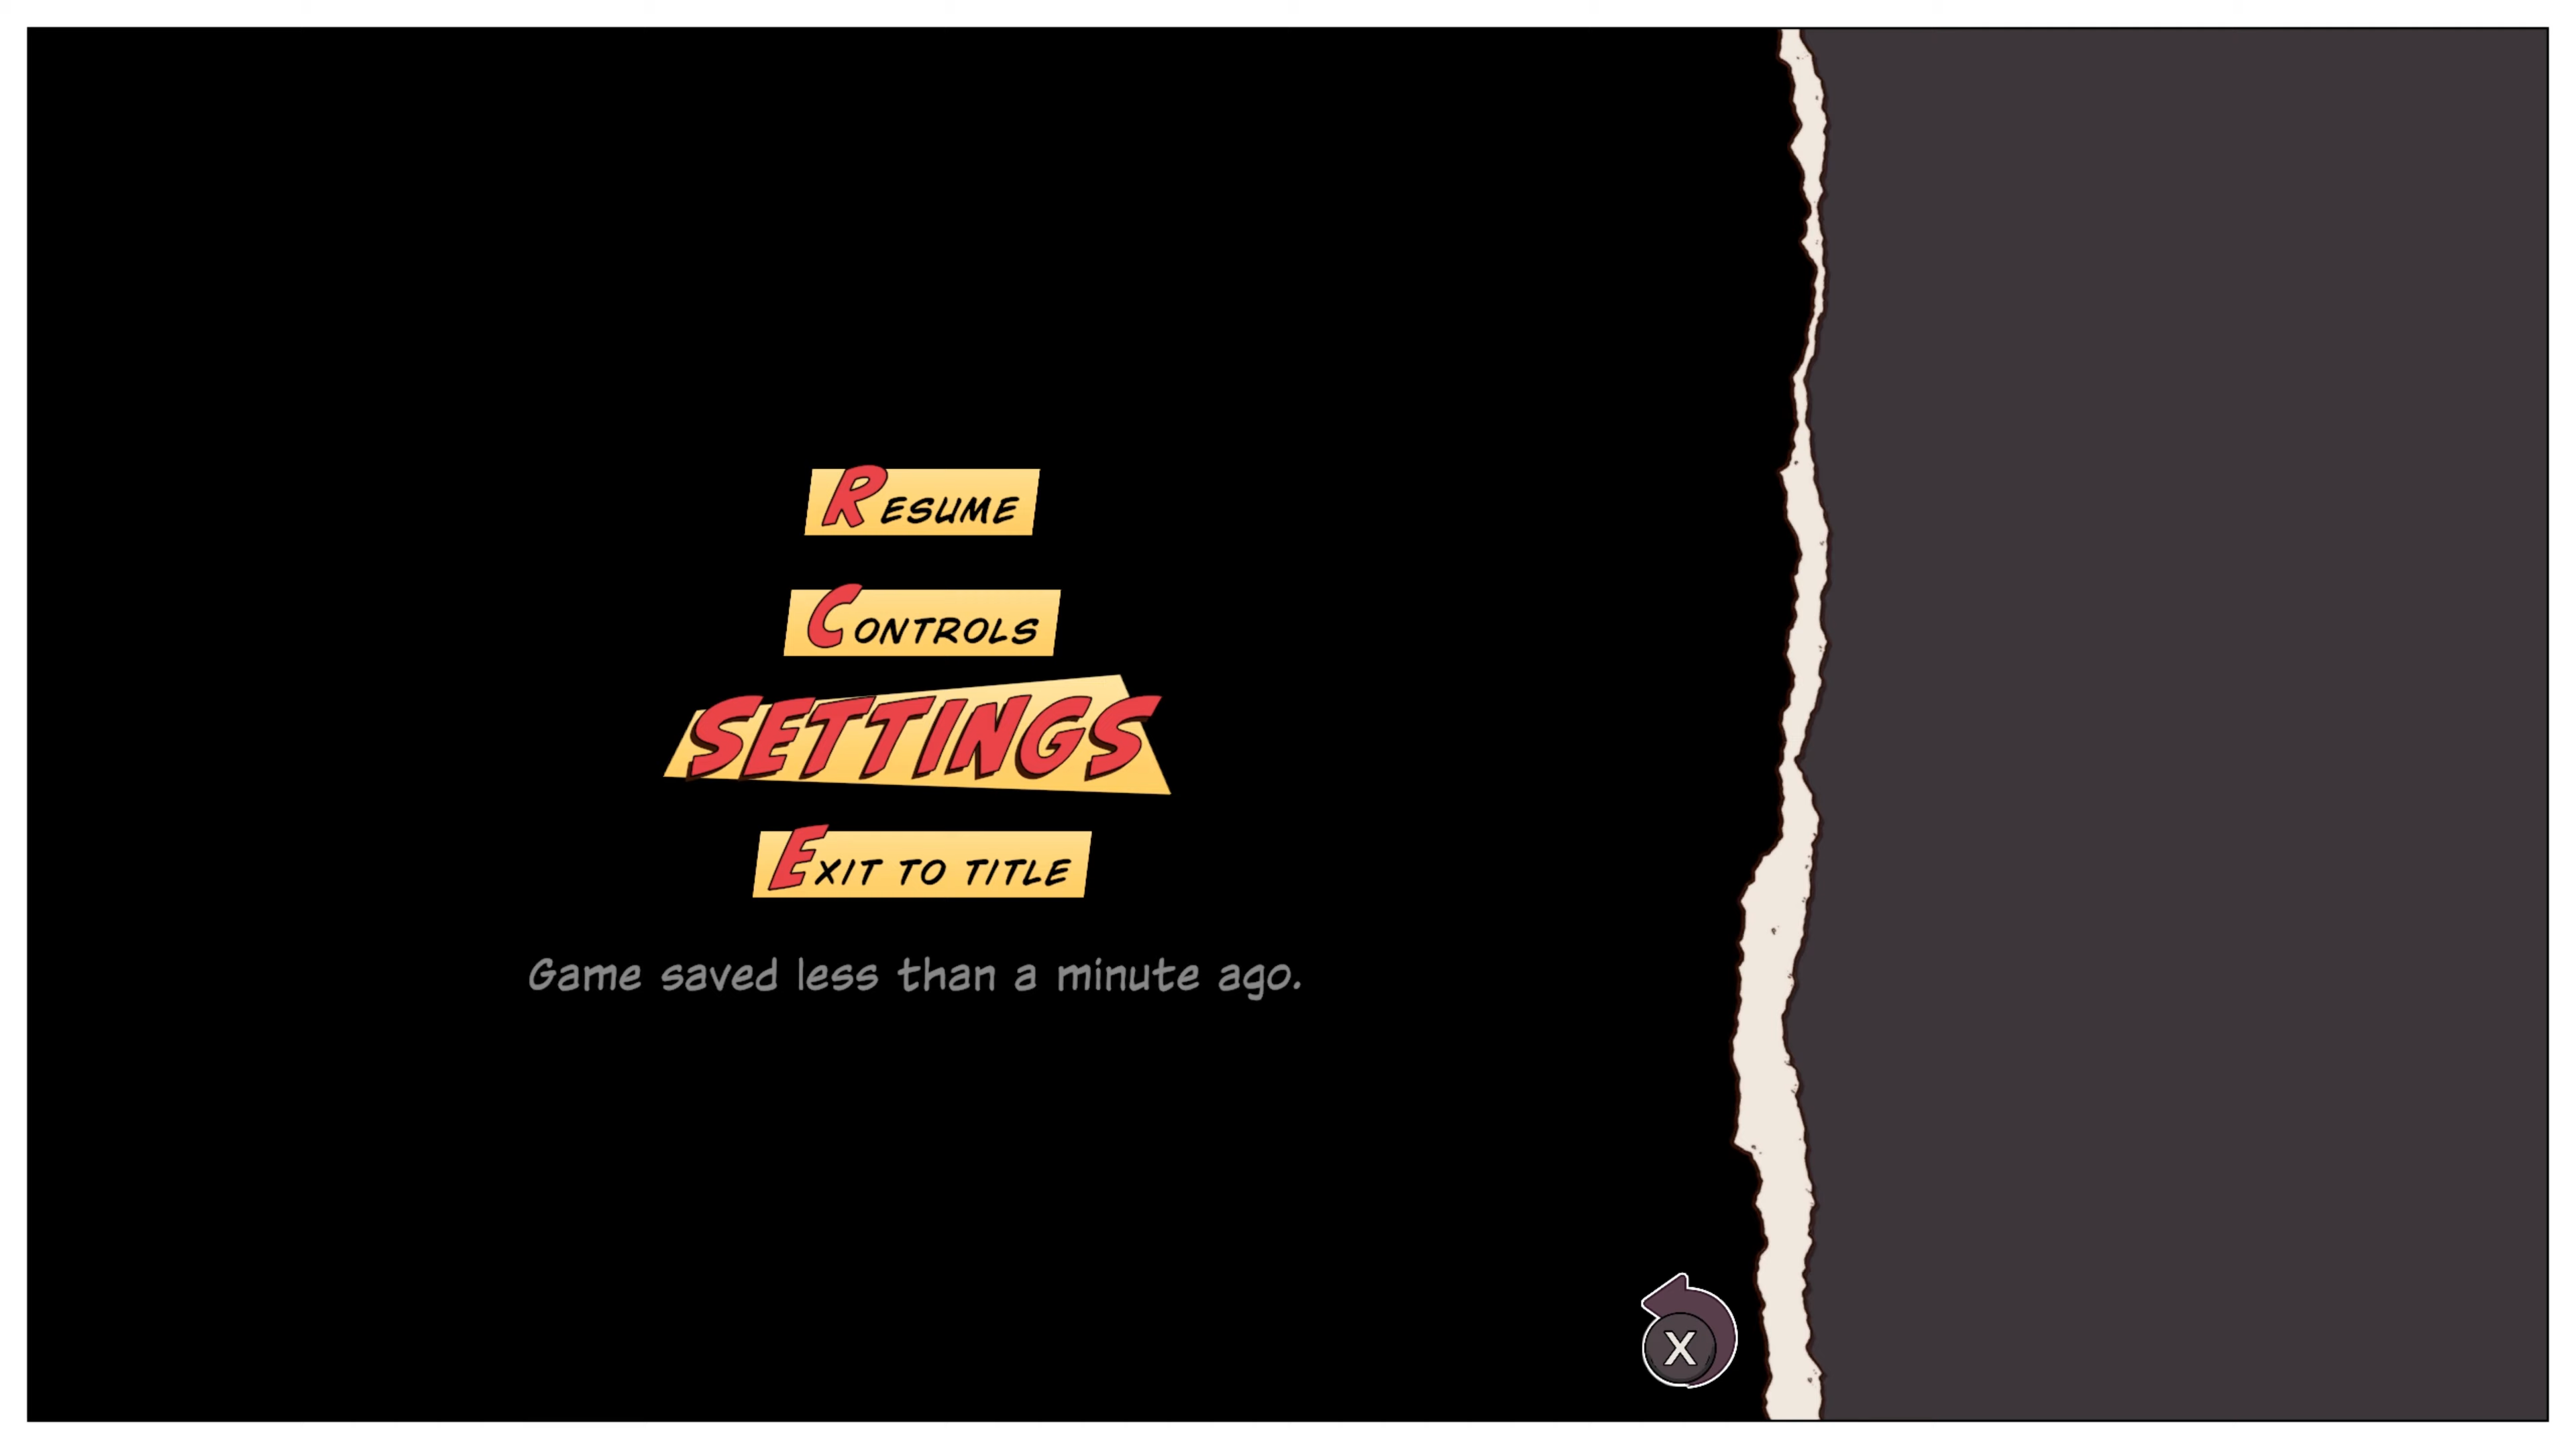 Resume
Controls
SETTINGS
Exit to title
Game saved less than a minute ago.
X